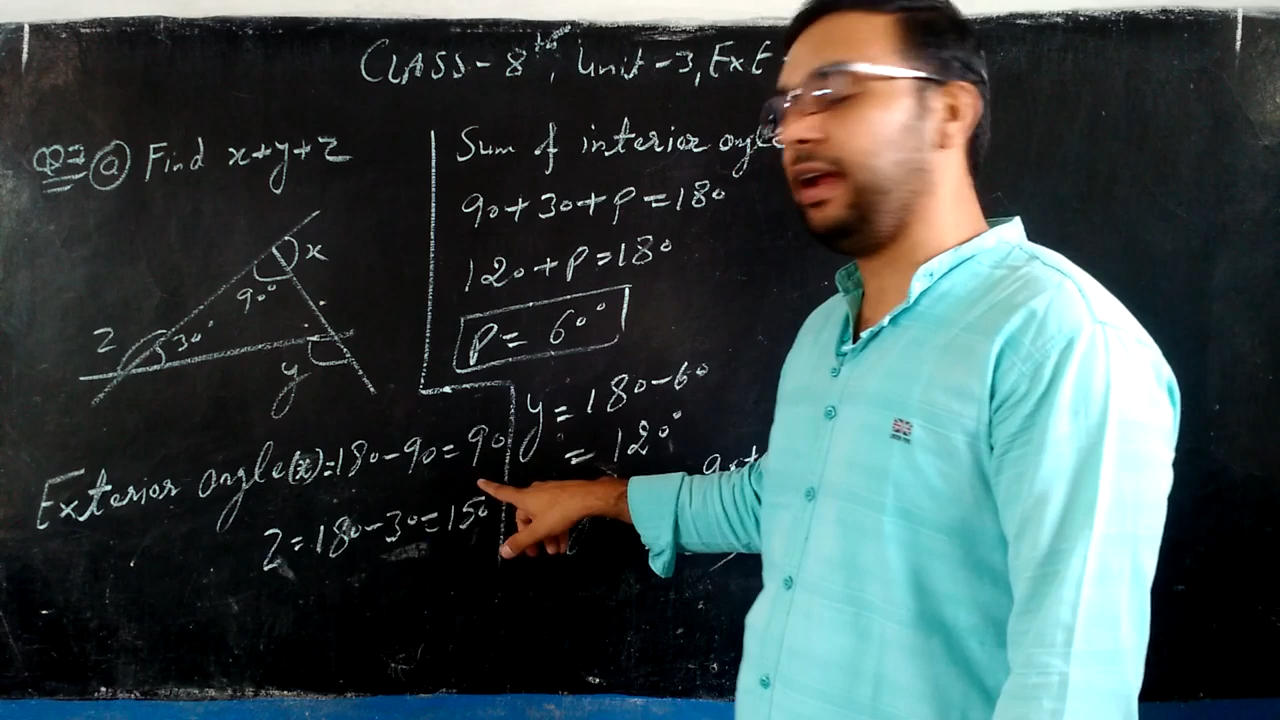 CLASS-8th, Unit-3, Ex
Q2 (a) Find x+y+z
x
90°
z
30°
y
Sum of interior angle
90+30+p=180
120+p=180
p= 60°
y=180-60
=120°
Exterior angle(x)=180-90=90
z=180-30=150